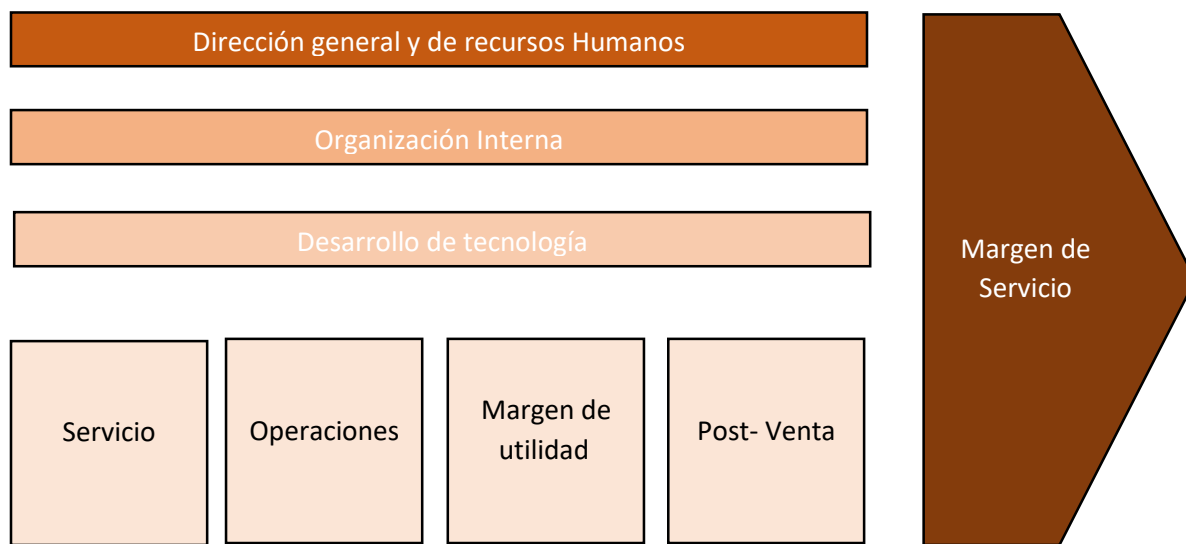 Dirección general y de recursos Humanos
Organización Interna
Desarrollo de tecnología
Margen de
Servicio
Servicio
Operaciones
Margen de
utilidad
Post- Venta